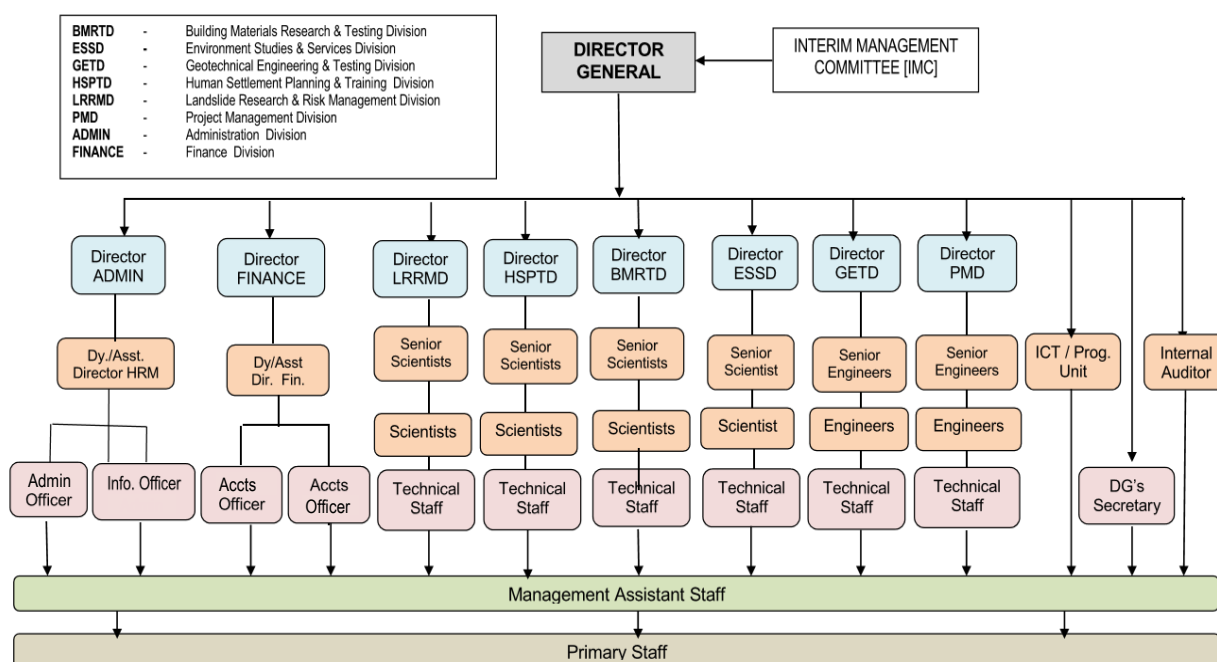 BMRTD - Building Materials Research & Testing Division
ESSD - Environment Studies & Services Division
GETD - Geotechnical Engineering & Testing Division
HSPTD - Human Settlement Planning & Training Division
LRRMD - Landslide Research & Risk Management Division
PMD - Project Management Division
ADMIN - Administration Division
FINANCE - Finance Division
DIRECTOR
GENERAL
INTERIM MANAGEMENT
COMMITTEE [IMC]
Director
ADMIN
Director
FINANCE
Director
LRRMD
Director
HSPTD
Director
BMRTD
Director
ESSD
Director
GETD
Director
PMD
Dy./Asst.
Director HRM
Dy/Asst
Dir. Fin.
Senior
Scientists
Senior
Scientists
Senior
Scientists
Senior
Scientist
Senior
Engineers
Senior
Engineers
ICT / Prog.
Unit
Internal
Auditor
Scientists
Scientists
Scientists
Scientist
Engineers
Engineers
Admin
Officer
Info. Officer
Accts
Officer
Accts
Officer
Technical
Staff
Technical
Staff
Technical
Staff
Technical
Staff
Technical
Staff
Technical
Staff
DG's
Secretary
Management Assistant Staff
Primary Staff